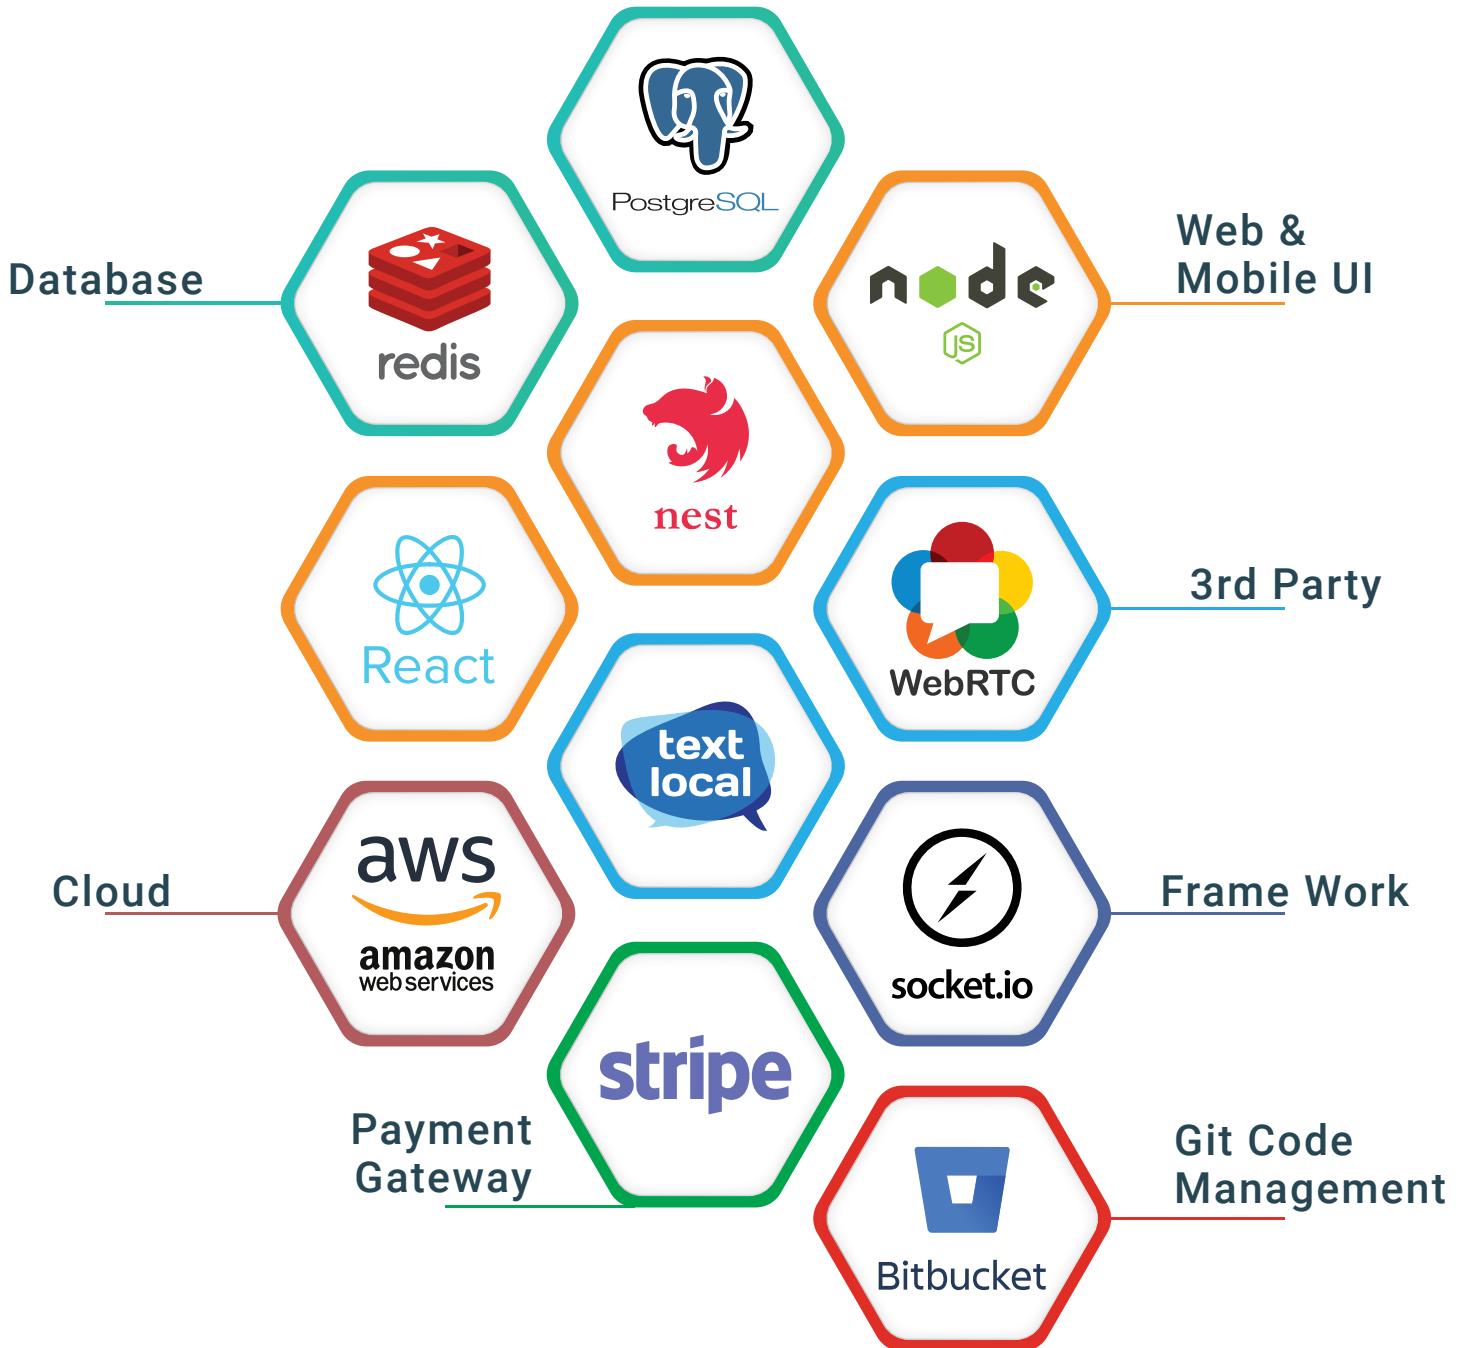 PostgreSQL
Database
redis
node
JS
Web &
Mobile UI
nest
React
WebRTC
3rd Party
text
local
Cloud
aws
amazon
web services
socket.io
Frame Work
stripe
Payment
Gateway
Bitbucket
Git Code
Management